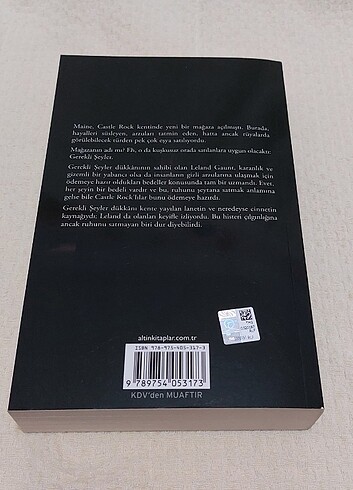 Maine, Castle Rock kentinde yeni bir mağaza açılmıştı. Burada,
hayalleri süsleyen, arzuları tatmin eden, hatta ancak rüyalarda
görülebilecek türden pek çok eşya satılıyordu.
Mağazanın adı mı? Eh, o da kuşkusuz orada satılanlara uygun olacaktı:
Gerekli Şeyler.
Gerekli Şeyler dükkânının sahibi olan Leland Gaunt, karanlık ve
gizemli bir yabancı olsa da insanların gizli arzularına ulaşmak için
ödemeye hazır oldukları bedeller konusunda tam bir uzmandı. Evet,
her şeyin bir bedeli vardır ve bu, ruhunu şeytana satmak anlamına
gelse bile Castle Rock'lılar bunu ödemeye hazırdı.
Gerekli Şeyler dükkânı kente yayılan lanetin ve neredeyse cinnetin
kaynağıydı; Leland da olanları keyifle izliyordu. Bu histeri çılgınlığına
ancak ruhunu satmayan biri dur diyebilirdi.
altinkitaplar.com.tr
ISBN 978-975-405-317-3
9 789754 053173
KDV'den MUAFTIR